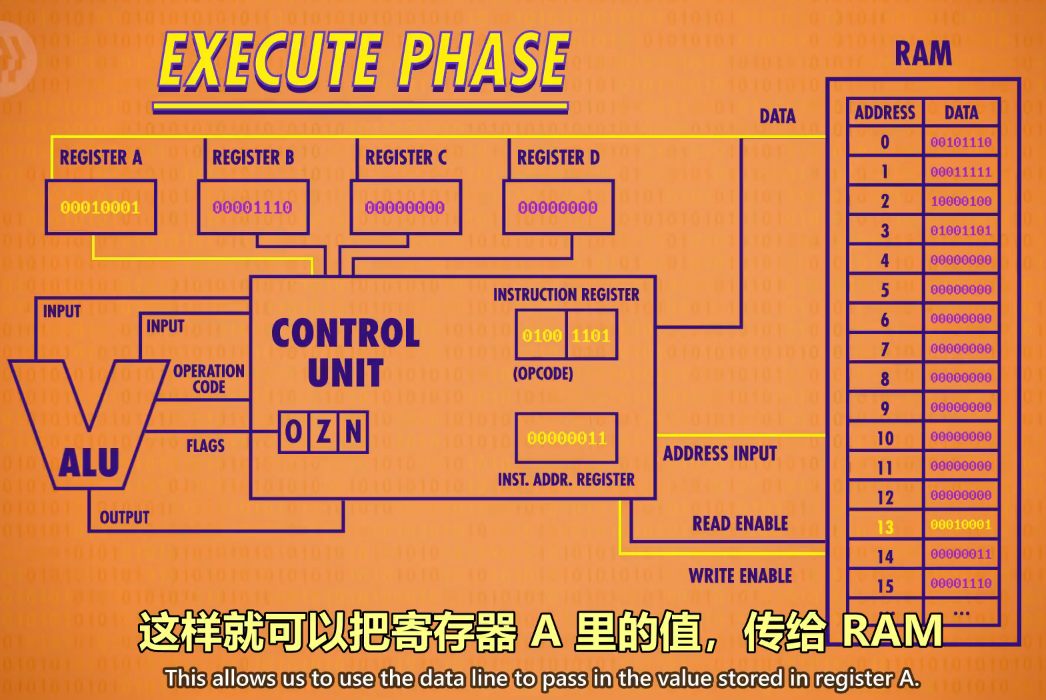 EXECUTE PHASE
RAM
DATA
ADDRESS DATA
0 00101110
1 00011111
2 10000100
3 01001101
4 00000000
5 00000000
6 00000000
7 00000000
8 00000000
9 00000000
10 00000000
11 00000000
12 00000000
13 00010001
14 00000011
15 00001110
... ...
REGISTER A
00010001
REGISTER B
00001110
REGISTER C
00000000
REGISTER D
00000000
INPUT
INPUT
OPERATION
CODE
FLAGS
ALU
OUTPUT
CONTROL
UNIT
O Z N
INSTRUCTION REGISTER
0100 1101
(OPCODE)
00000011
INST. ADDR. REGISTER
ADDRESS INPUT
READ ENABLE
WRITE ENABLE
这样就可以把寄存器 A 里的值，传给 RAM
This allows us to use the data line to pass in the value stored in register A.